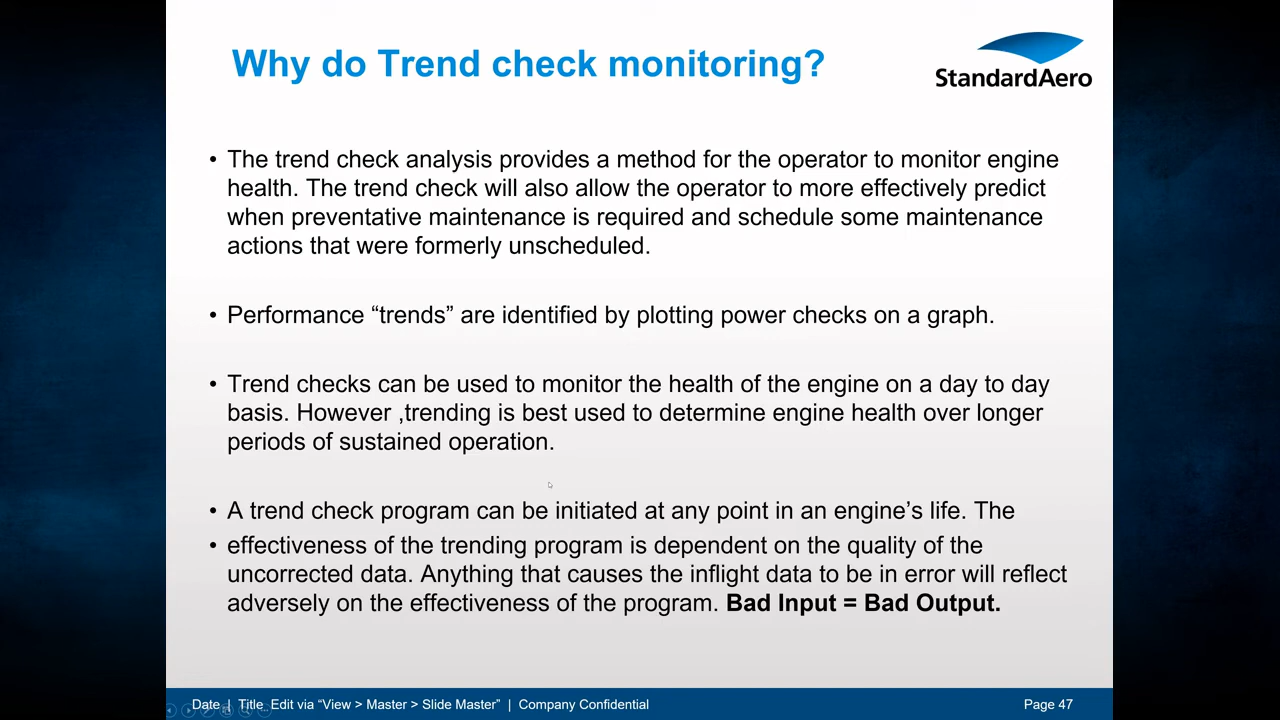 Why do Trend check monitoring?
StandardAero
• The trend check analysis provides a method for the operator to monitor engine
health. The trend check will also allow the operator to more effectively predict
when preventative maintenance is required and schedule some maintenance
actions that were formerly unscheduled.
• Performance “trends” are identified by plotting power checks on a graph.
• Trend checks can be used to monitor the health of the engine on a day to day
basis. However ,trending is best used to determine engine health over longer
periods of sustained operation.
• A trend check program can be initiated at any point in an engine’s life. The
• effectiveness of the trending program is dependent on the quality of the
uncorrected data. Anything that causes the inflight data to be in error will reflect
adversely on the effectiveness of the program. Bad Input = Bad Output.
Date | Title Edit via “View > Master > Slide Master” | Company Confidential
Page 47